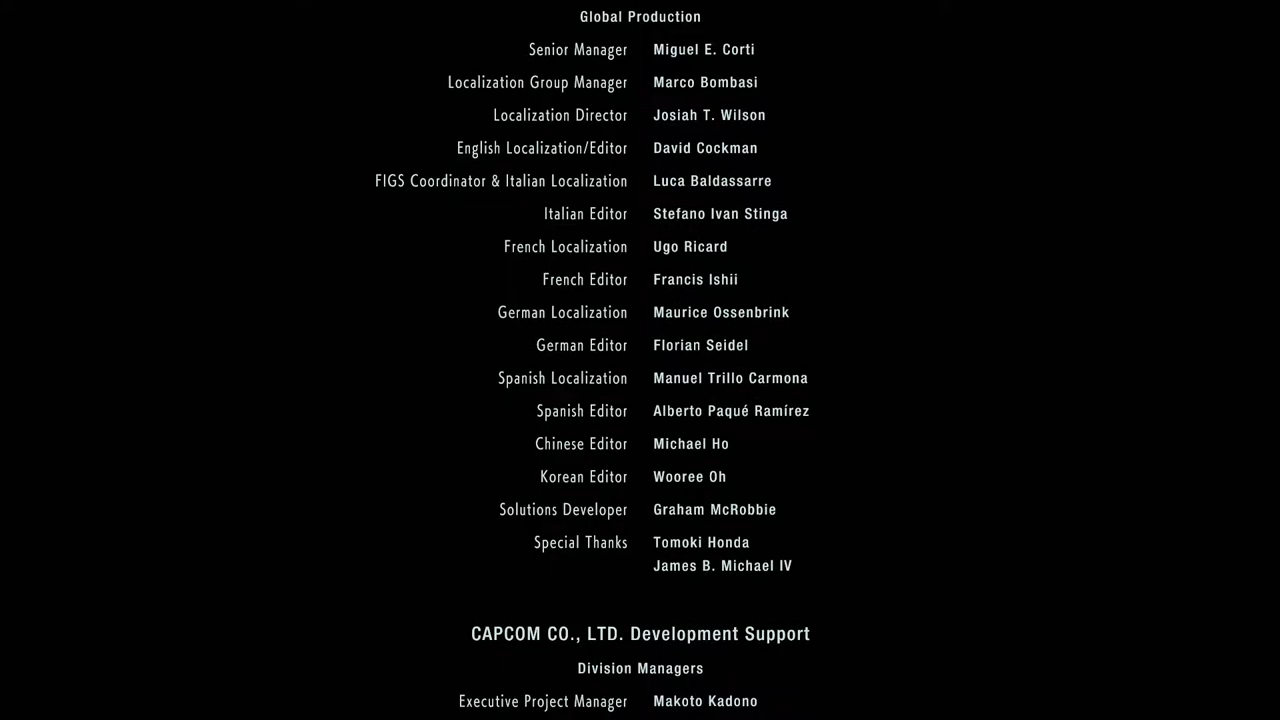 Global Production
Senior Manager Miguel E. Corti
Localization Group Manager Marco Bombasi
Localization Director Josiah T. Wilson
English Localization/Editor David Cockman
FIGS Coordinator & Italian Localization Luca Baldassarre
Italian Editor Stefano Ivan Stinga
French Localization Ugo Ricard
French Editor Francis Ishii
German Localization Maurice Ossenbrink
German Editor Florian Seidel
Spanish Localization Manuel Trillo Carmona
Spanish Editor Alberto Paqué Ramírez
Chinese Editor Michael Ho
Korean Editor Wooree Oh
Solutions Developer Graham McRobbie
Special Thanks Tomoki Honda
James B. Michael IV
CAPCOM CO., LTD. Development Support
Division Managers
Executive Project Manager Makoto Kadono